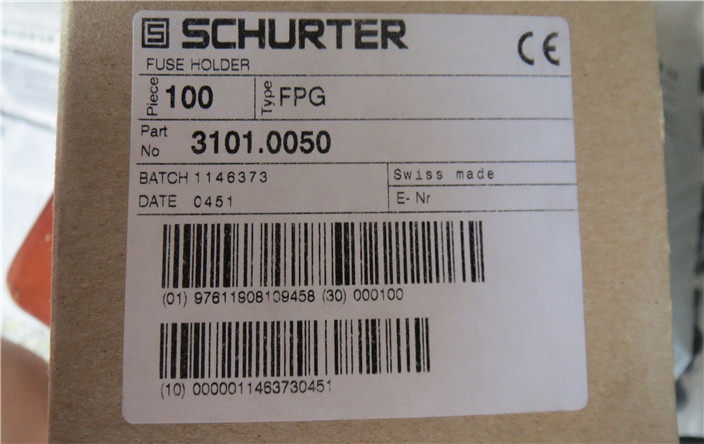 SCHURTER
CE
FUSE HOLDER
Piece 100 Type FPG
Part No 3101.0050
BATCH 1146373 Swiss made
DATE 0451 E- Nr
(01) 97611908109458 (30) 000100
(10) 0000011463730451